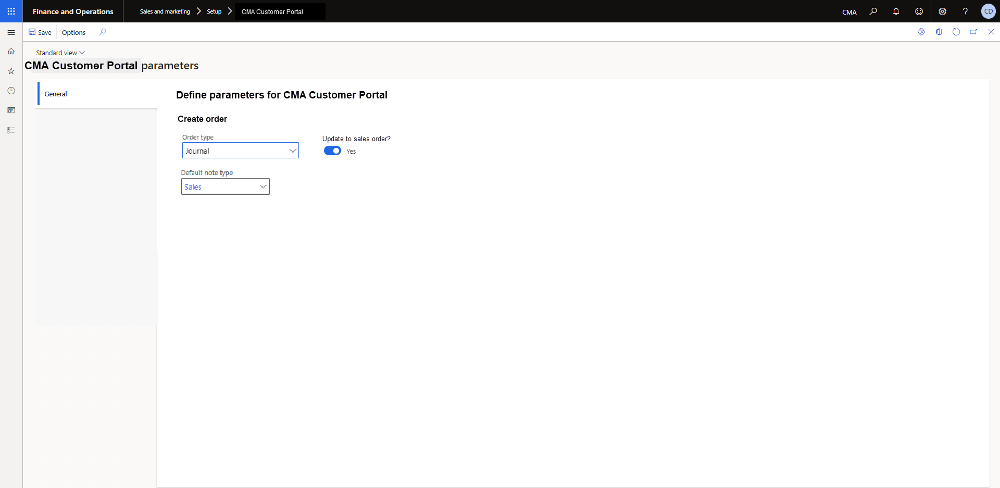 Finance and Operations
Sales and marketing
Setup
CMA Customer Portal
CMA
?
CD
Save
Options
Standard view
CMA Customer Portal parameters
General
Define parameters for CMA Customer Portal
Create order
Order type
Update to sales order?
Journal
Yes
Default note type
Sales